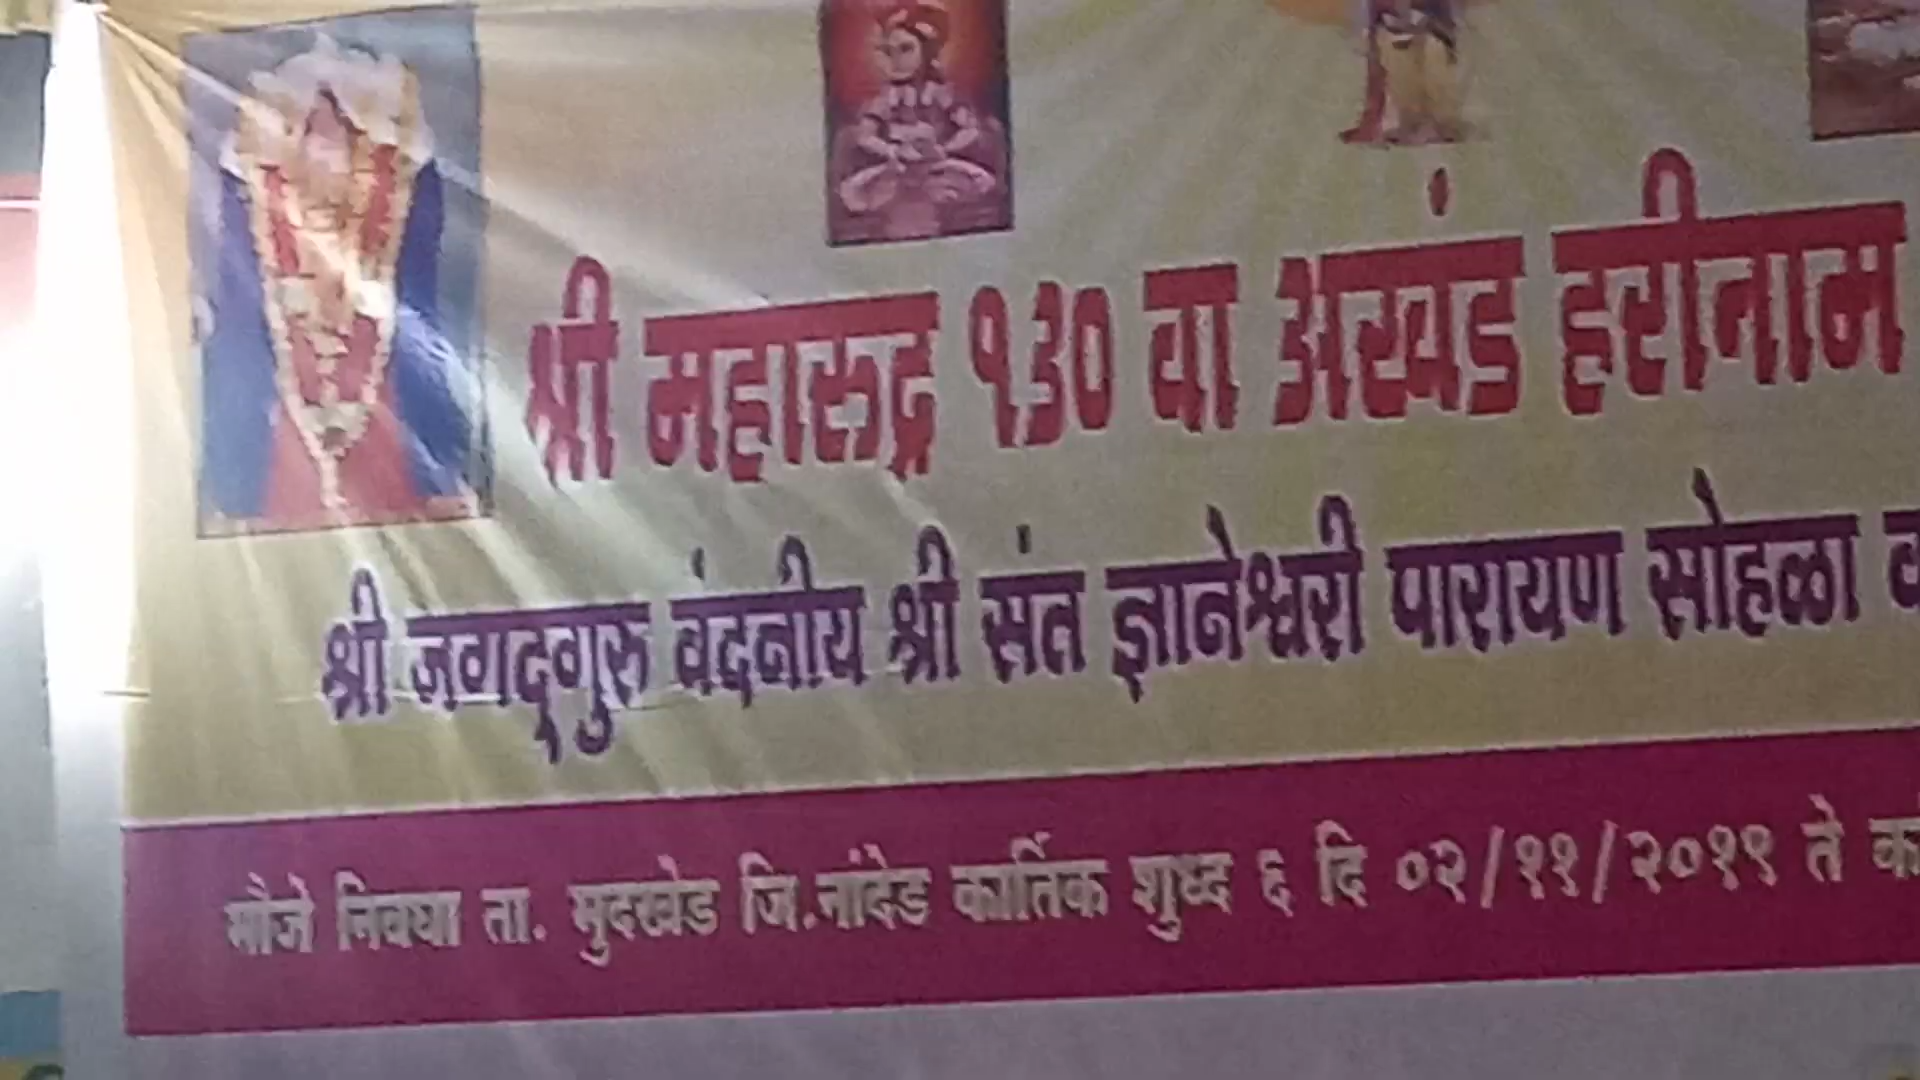 श्री महारूद्र १३० वा अखंड हरीनाम
श्री जगद्गुरु वंदनीय श्री संत ज्ञानेश्वरी पारायण सोहळा
मौजे निवघा ता. मुदखेड जि.नांदेड कार्तिक शुध्द ६ दि ०२/११/२०१९ ते